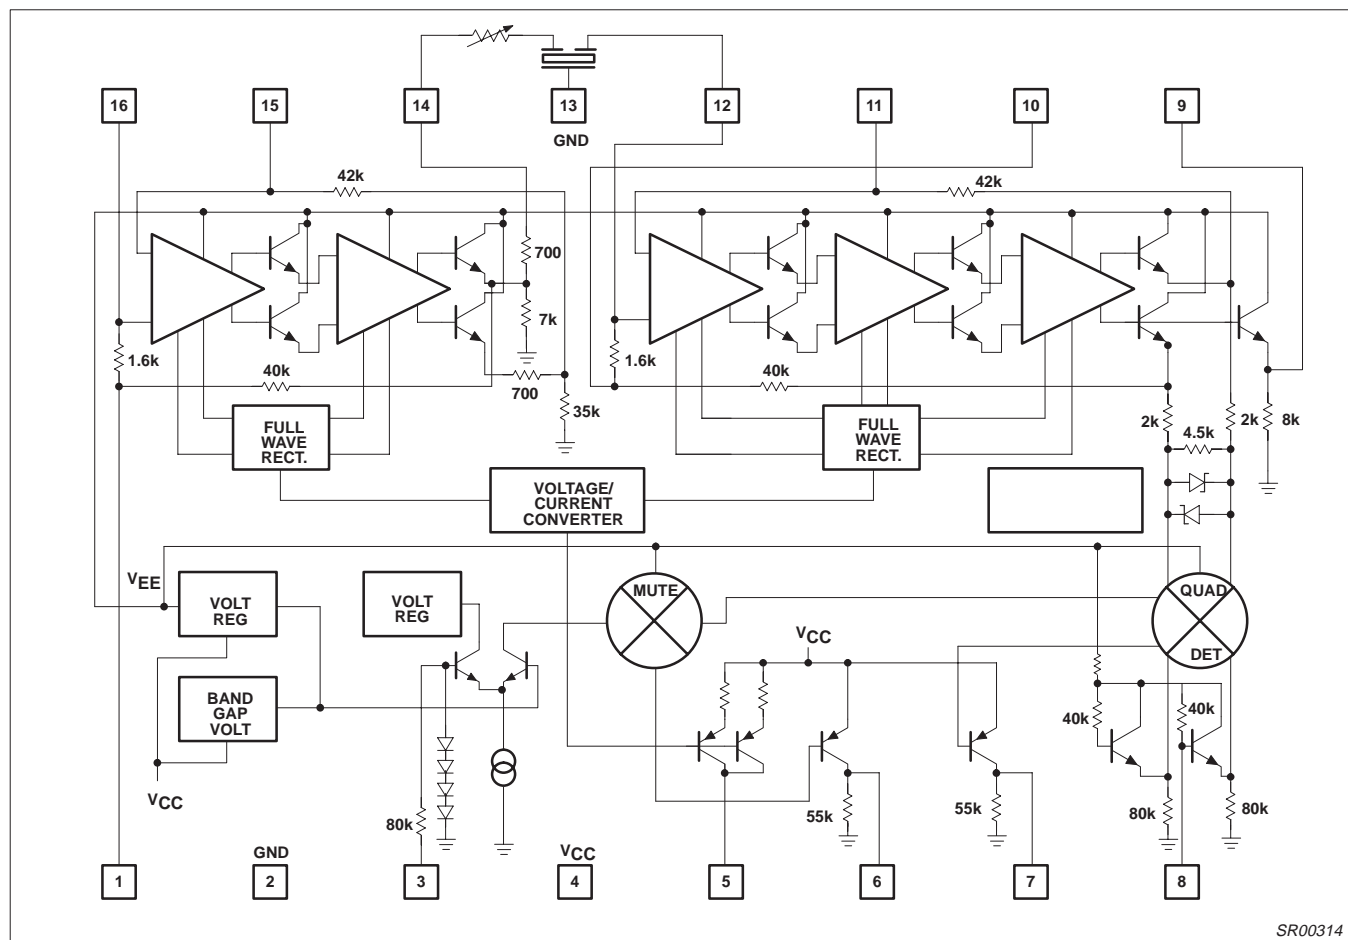 16
15
14
13
12
11
10
9
GND
42k
42k
700
7k
1.6k
40k
700
35k
1.6k
40k
2k
2k
8k
4.5k
FULL
WAVE
RECT.
FULL
WAVE
RECT.
VOLTAGE/
CURRENT
CONVERTER
VEE
VOLT
REG
VOLT
REG
MUTE
QUAD
DET
VCC
BAND
GAP
VOLT
VCC
40k
40k
80k
55k
55k
80k
80k
GND
VCC
1
2
3
4
5
6
7
8
SR00314